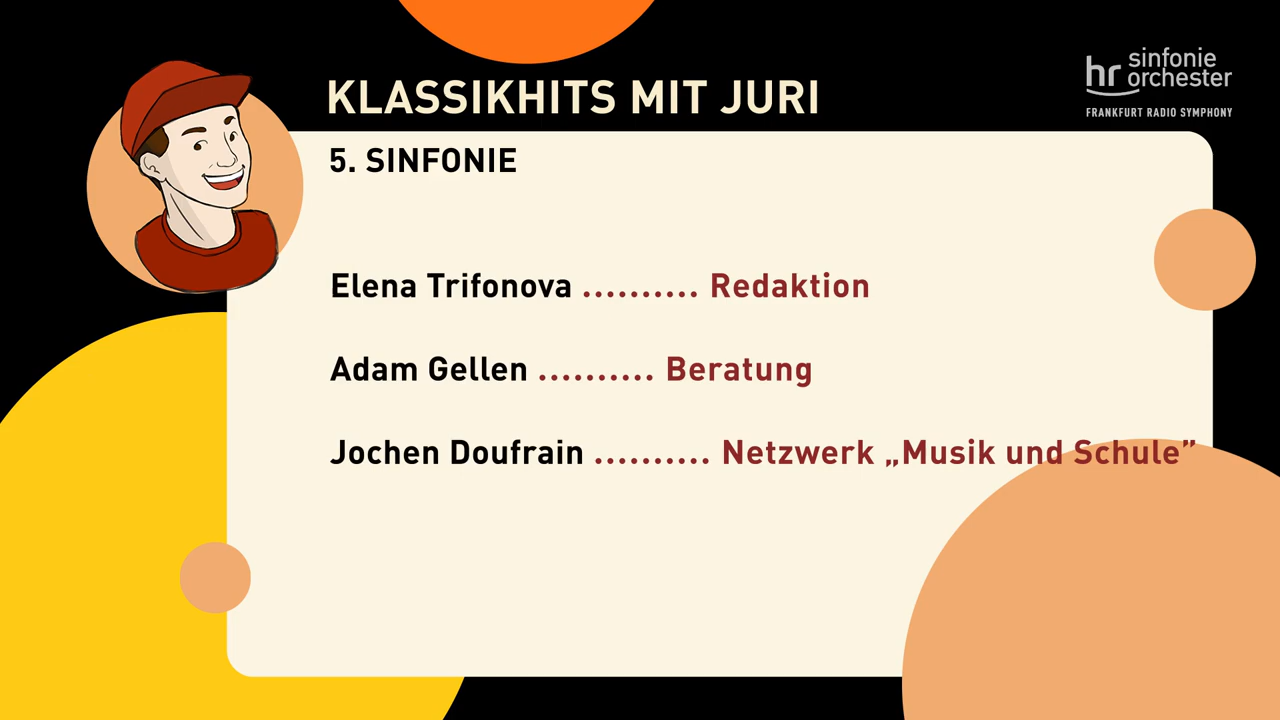 KLASSIKHITS MIT JURI
hr sinfonie
orchester
FRANKFURT RADIO SYMPHONY
5. SINFONIE
Elena Trifonova .......... Redaktion
Adam Gellen .......... Beratung
Jochen Doufrain .......... Netzwerk „Musik und Schule”